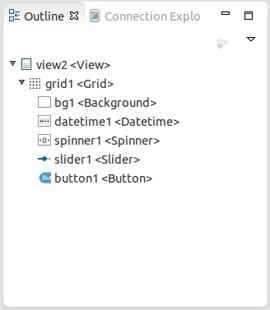 Outline Connection Explo
view2 <View>
grid1 <Grid>
bg1 <Background>
datetime1 <Datetime>
spinner1 <Spinner>
slider1 <Slider>
button1 <Button>